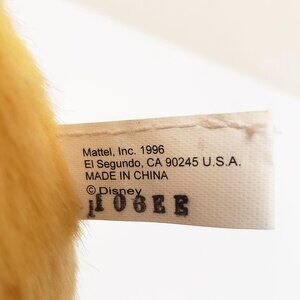 Mattel, Inc. 1996
El Segundo, CA 90245 U.S.A.
MADE IN CHINA
© Disney
106EE